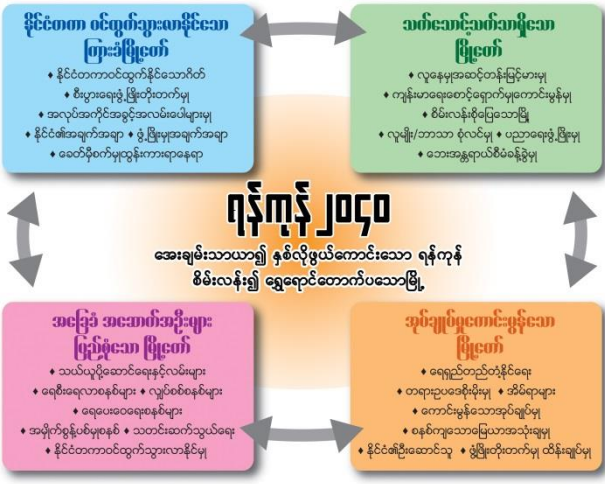 နိုင်ငံတကာ ဝင်ထွက်သွားလာနိုင်သော
ကြားခံမြို့တော်
♦ နိုင်ငံတကာဝင်ထွက်နိုင်သောဂိတ်
♦ စီးပွားရေးဖွံ့ဖြိုးတိုးတက်မှု
♦ အလုပ်အကိုင်အခွင့်အလမ်းပေါများမှု
♦ နိုင်ငံ၏အချက်အချာ ♦ ဖွံ့ဖြိုးမှုအချက်အချာ
♦ ခေတ်မှီစက်မှုထွန်းကားရာနေရာ
သက်သောင့်သက်သာရှိသော
မြို့တော်
♦ လူနေမှုအဆင့်တန်းမြင့်မားမှု
♦ ကျန်းမာရေးစောင့်ရှောက်မှုကောင်းမွန်မှု
♦ စိမ်းလန်းစိုပြေသောမြို့
♦ လူမျိုး/ဘာသာ စုံလင်မှု ♦ ပညာရေးဖွံ့ဖြိုးမှု
♦ ဘေးအန္တရာယ်စီမံခန့်ခွဲမှု
ရန်ကုန် ၂၀၄၀
အေးချမ်းသာယာ၍ နှစ်လိုဖွယ်ကောင်းသော ရန်ကုန်
စိမ်းလန်း၍ ရွှေရောင်တောက်ပသောမြို့
အခြေခံ အဆောက်အဦးများ
ပြည့်စုံသော မြို့တော်
♦ သယ်ယူပို့ဆောင်ရေးနှင့်လမ်းများ
♦ ရေစီးရေလာစနစ်များ ♦ လျှပ်စစ်စနစ်များ
♦ ရေပေးဝေရေးစနစ်များ
♦ အမှိုက်စွန့်ပစ်မှုစနစ် ♦ သတင်းဆက်သွယ်ရေး
♦ နိုင်ငံတကာဝင်ထွက်သွားလာနိုင်မှု
အုပ်ချုပ်မှုကောင်းမွန်သော
မြို့တော်
♦ ရေရှည်တည်တံ့နိုင်ရေး
♦ တရားဥပဒေစိုးမိုးမှု ♦ အိမ်ရာများ
♦ ကောင်းမွန်သောအုပ်ချုပ်မှု
♦ စနစ်ကျသောမြေယာအသုံးချမှု
♦ နိုင်ငံ၏ဦးဆောင်သူ ♦ ဖွံ့ဖြိုးတိုးတက်မှု ထိန်းချုပ်မှု